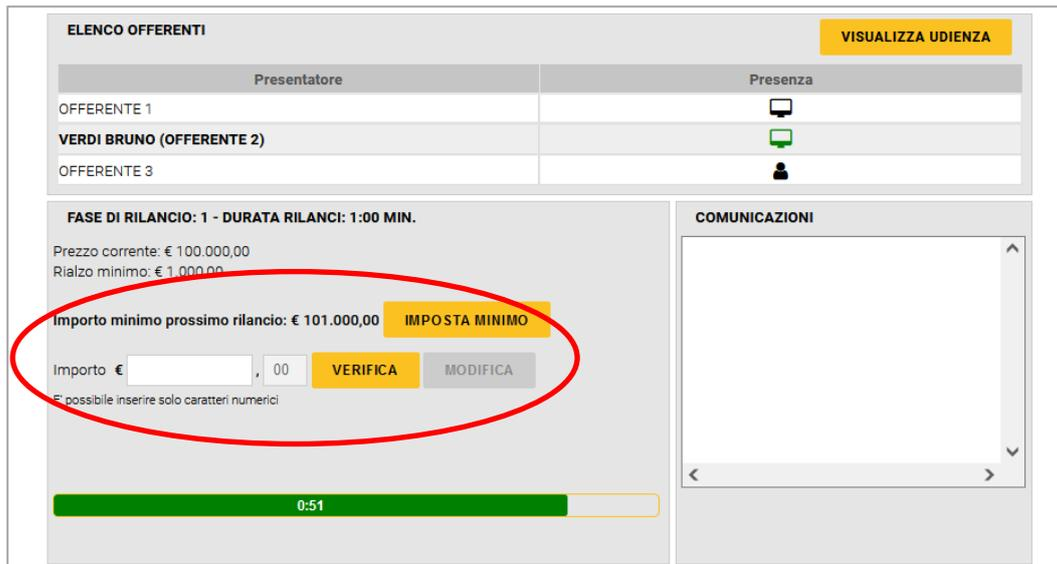 ELENCO OFFERENTI
VISUALIZZA UDIENZA
Presentatore Presenza
OFFERENTE 1
VERDI BRUNO (OFFERENTE 2)
OFFERENTE 3
FASE DI RILANCIO: 1 - DURATA RILANCI: 1:00 MIN.
Prezzo corrente: € 100.000,00
Rialzo minimo: € 1.000,00
Importo minimo prossimo rilancio: € 101.000,00 IMPOSTA MINIMO
Importo € , 00 VERIFICA MODIFICA
E' possibile inserire solo caratteri numerici
0:51
COMUNICAZIONI